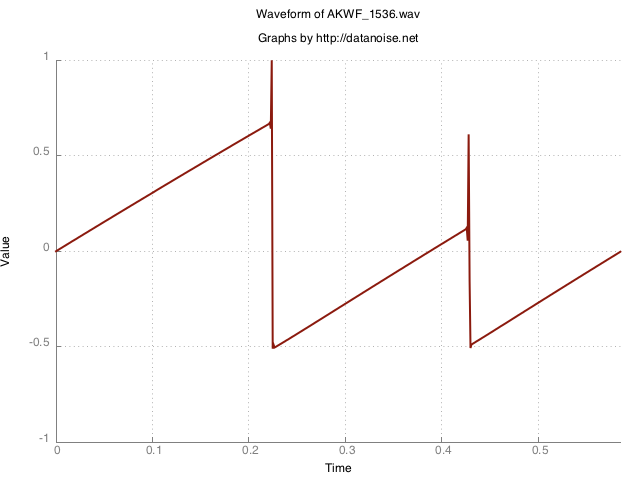 Waveform of AKWF_1536.wav
Graphs by http://datanoise.net
1
0.5
0
-0.5
-1
Value
0 0.1 0.2 0.3 0.4 0.5
Time